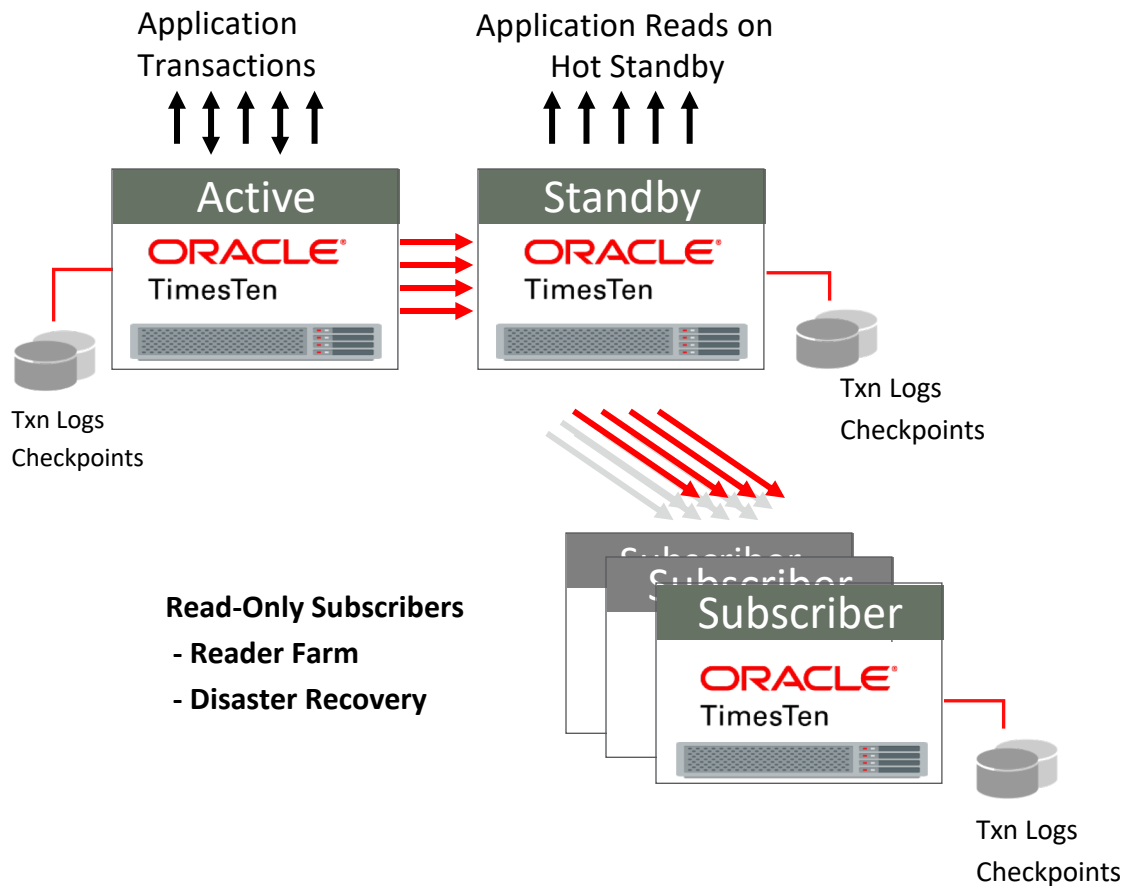 Application
Transactions
Application Reads on
Hot Standby
Active
ORACLE®
TimesTen
Standby
ORACLE®
TimesTen
Txn Logs
Checkpoints
Txn Logs
Checkpoints
Subscriber
Subscriber
Subscriber
ORACLE®
TimesTen
Read-Only Subscribers
- Reader Farm
- Disaster Recovery
Txn Logs
Checkpoints